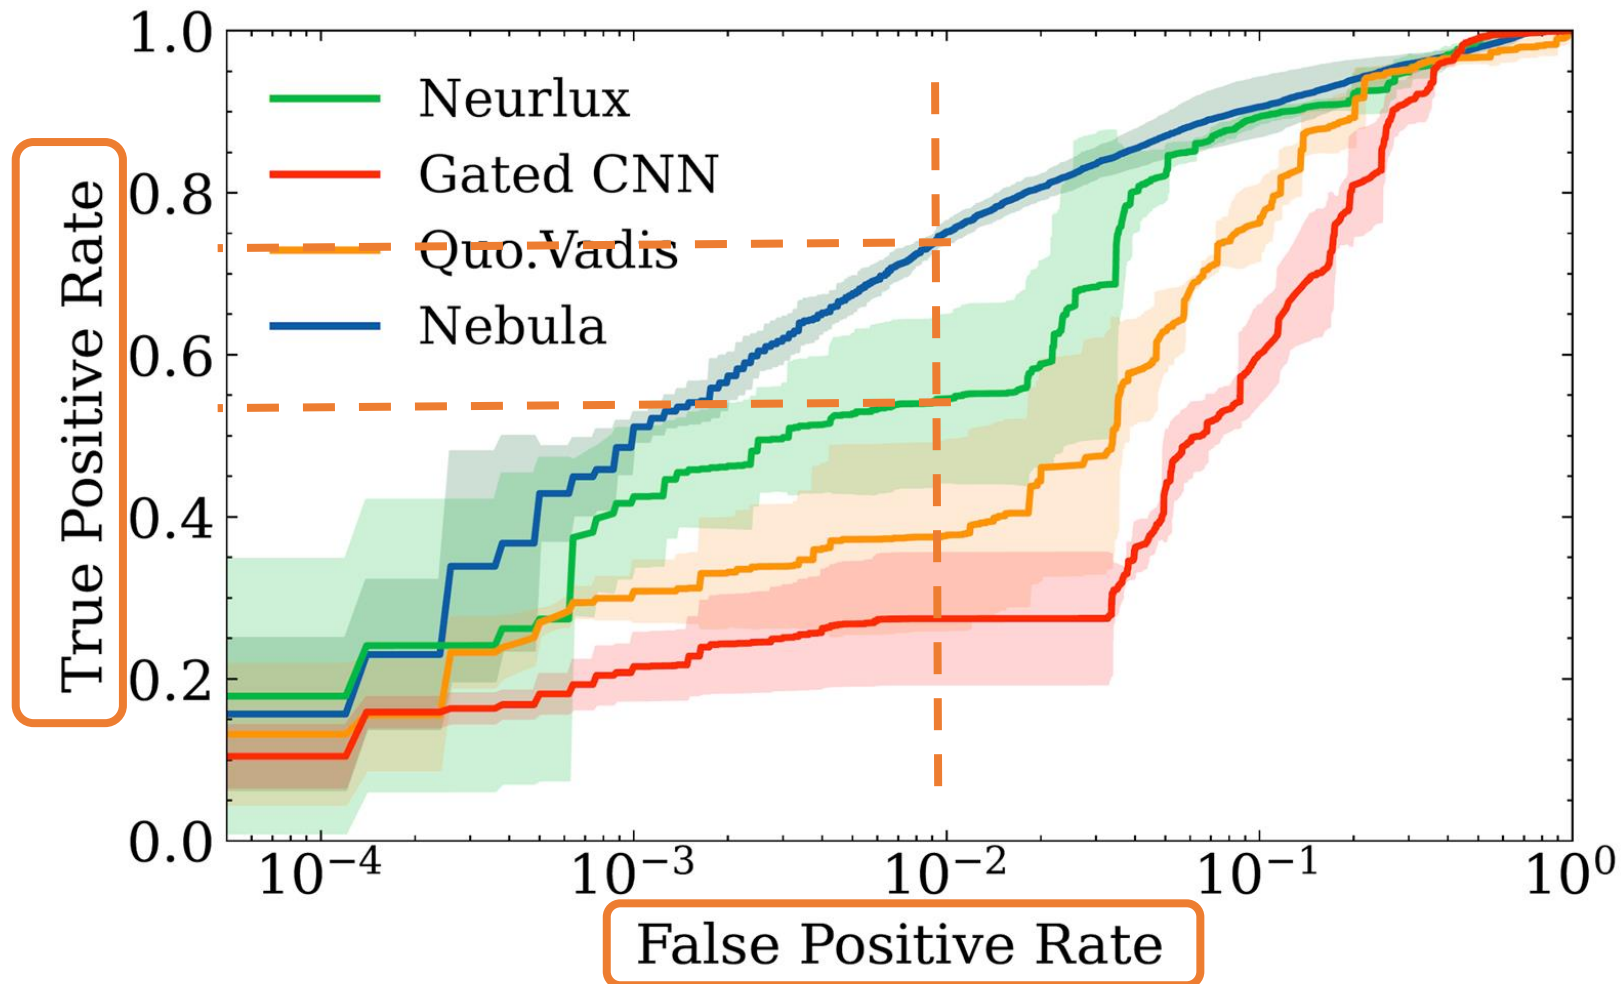 1.0
0.8
0.6
0.4
0.2
0.0
True Positive Rate
Neurlux
Gated CNN
Quo.Vadis
Nebula
10⁻⁴
10⁻³
10⁻²
10⁻¹
10⁰
False Positive Rate